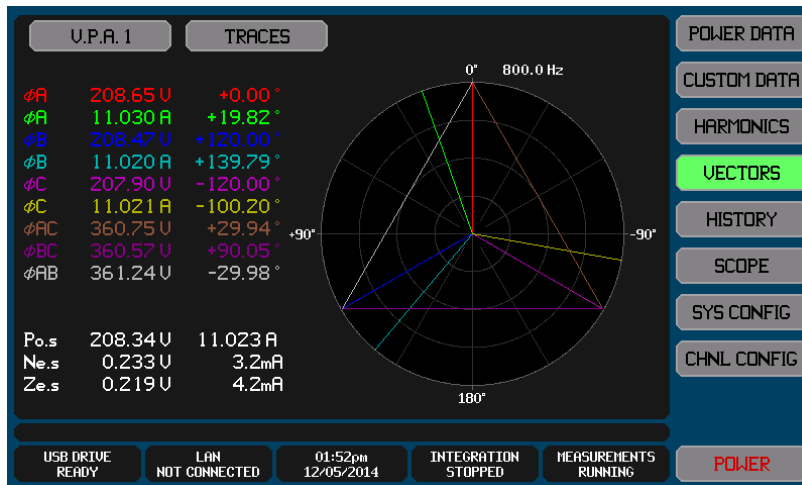 V.P.A. 1
TRACES
ϕA 208.65 V +0.00°
ϕA 11.030 A +19.82°
ϕB 208.47 V +120.00°
ϕB 11.020 A +139.79°
ϕC 207.90 V -120.00°
ϕC 11.021 A -100.20°
ϕAC 360.75 V +29.94°
ϕBC 360.57 V +90.05°
ϕAB 361.24 V -29.98°
Po.s 208.34 V 11.023 A
Ne.s 0.233 V 3.2mA
Ze.s 0.219 V 4.2mA
0° 800.0 Hz
+90°
-90°
180°
POWER DATA
CUSTOM DATA
HARMONICS
VECTORS
HISTORY
SCOPE
SYS CONFIG
CHNL CONFIG
USB DRIVE
READY
LAN
NOT CONNECTED
01:52pm
12/05/2014
INTEGRATION
STOPPED
MEASUREMENTS
RUNNING
POWER